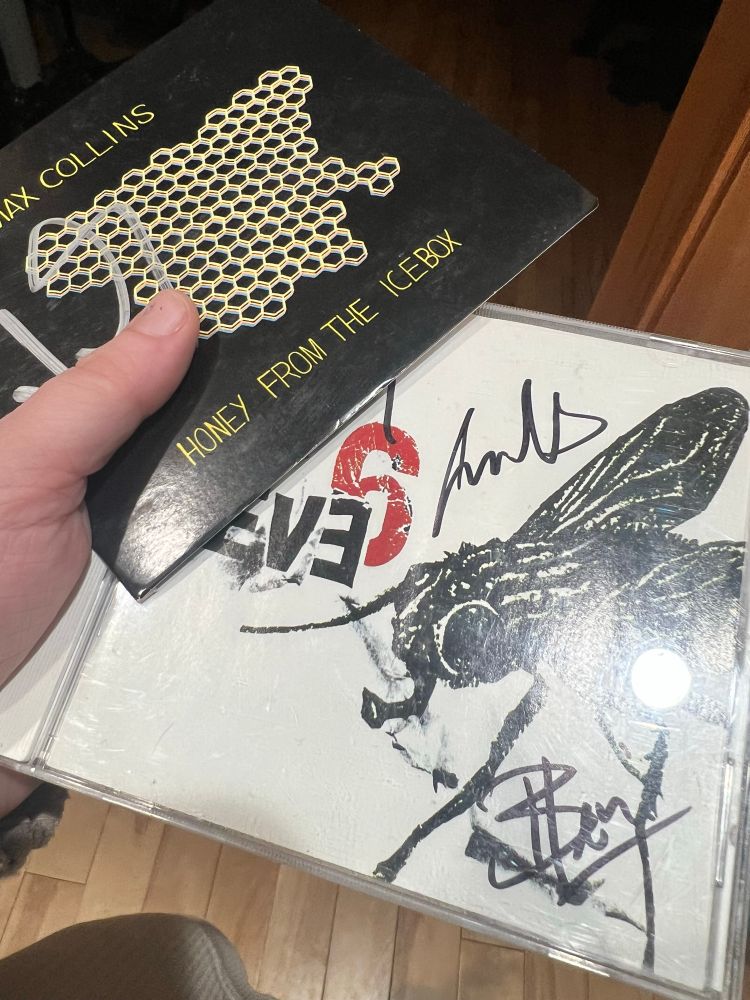 MAX COLLINS
HONEY FROM THE ICEBOX
EVE6